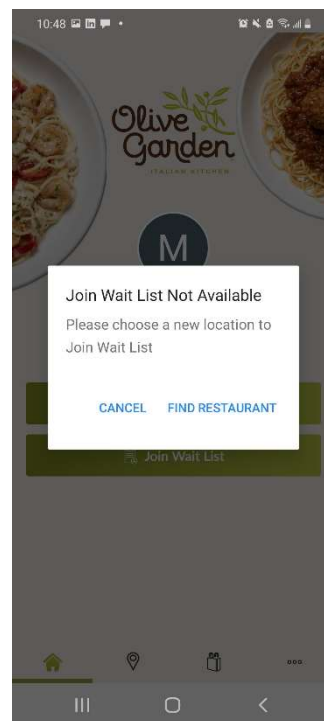 10:48
Olive
Garden
ITALIAN KITCHEN
M
Join Wait List Not Available
Please choose a new location to
Join Wait List
CANCEL FIND RESTAURANT
Join Wait List